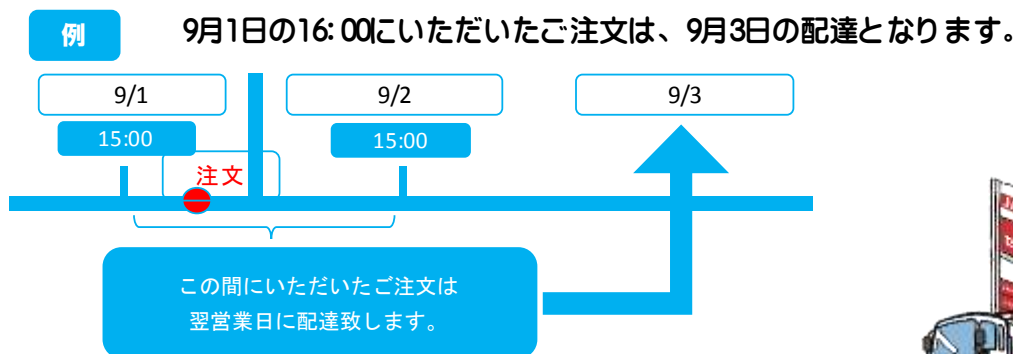 例
9月1日の16:00にいただいたご注文は、9月3日の配達となります。
9/1
9/2
9/3
15:00
15:00
注文
この間にいただいたご注文は
翌営業日に配達致します。